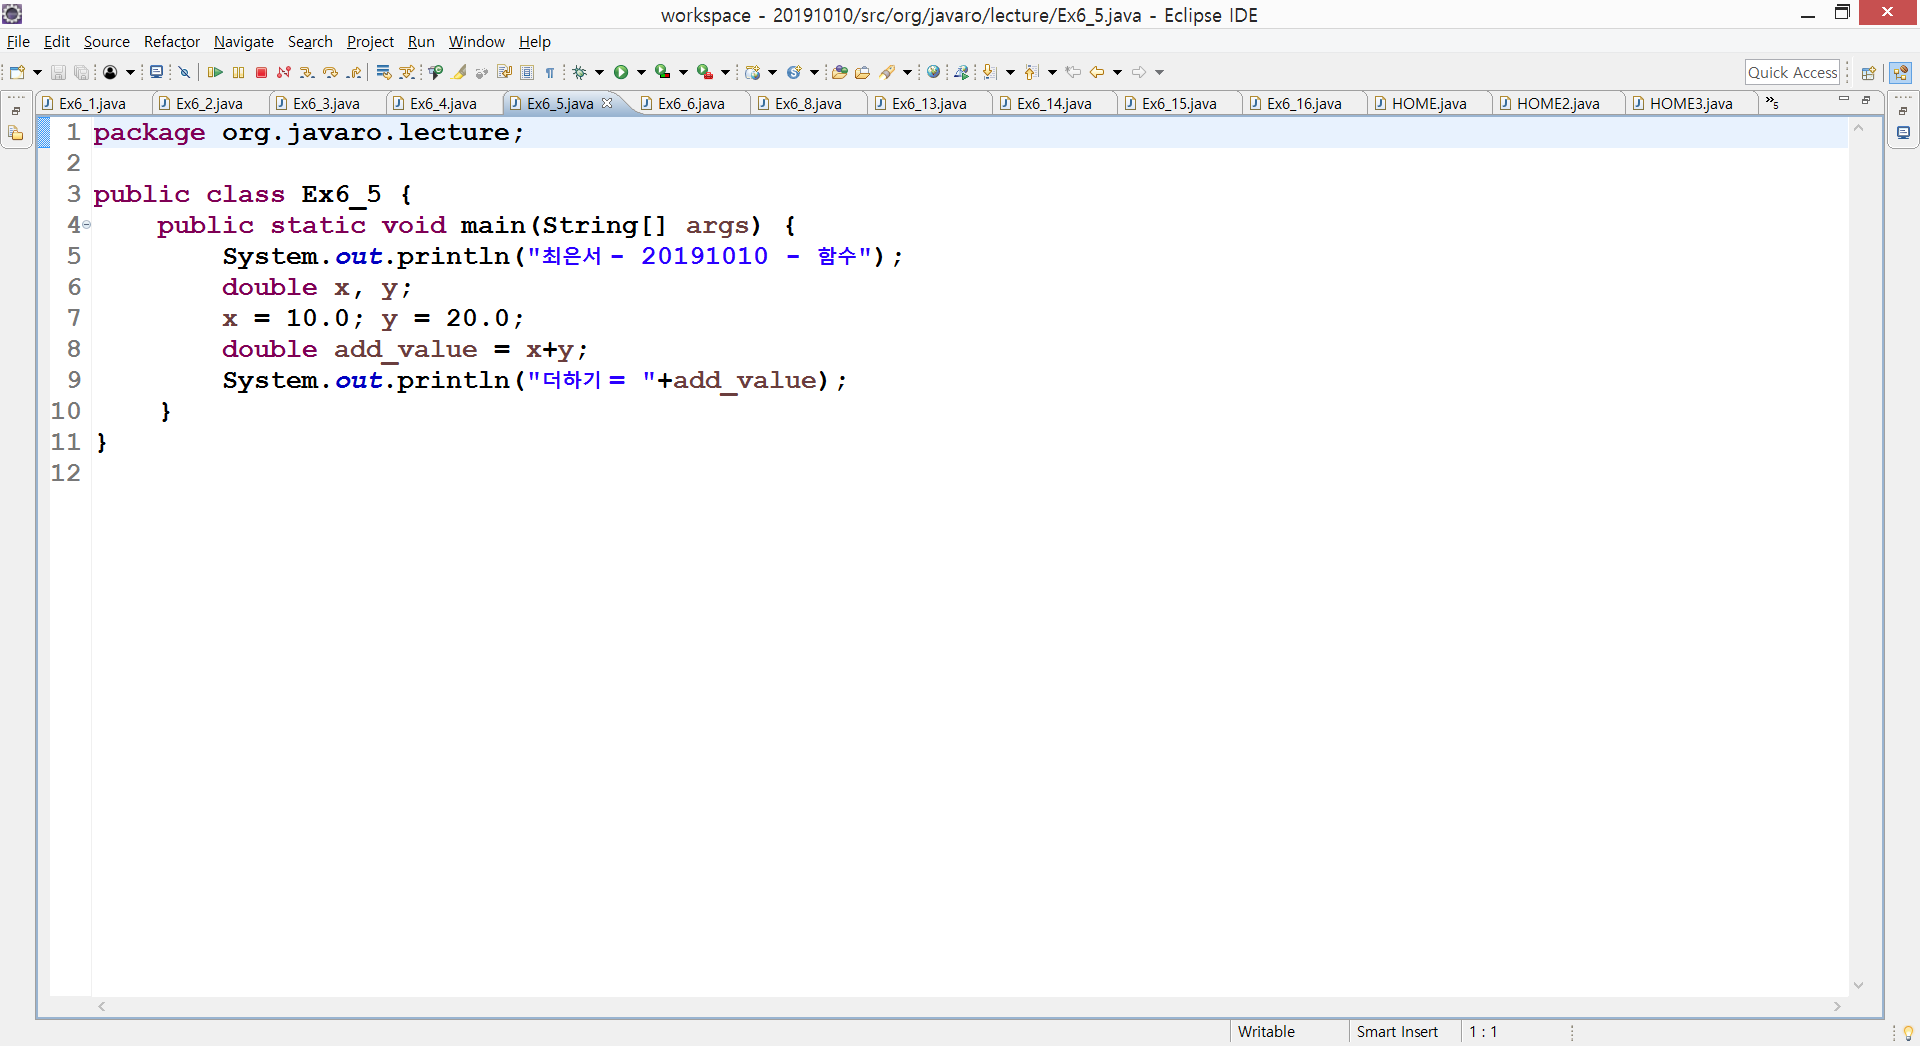 workspace - 20191010/src/org/javaro/lecture/Ex6_5.java - Eclipse IDE
File Edit Source Refactor Navigate Search Project Run Window Help
Quick Access
Ex6_1.java Ex6_2.java Ex6_3.java Ex6_4.java Ex6_5.java Ex6_6.java Ex6_8.java Ex6_13.java Ex6_14.java Ex6_15.java Ex6_16.java HOME.java HOME2.java HOME3.java »5
1 package org.javaro.lecture;
2
3 public class Ex6_5 {
4 public static void main(String[] args) {
5 System.out.println("최은서 - 20191010 - 함수");
6 double x, y;
7 x = 10.0; y = 20.0;
8 double add_value = x+y;
9 System.out.println("더하기 = "+add_value);
10 }
11 }
12
Writable Smart Insert 1 : 1